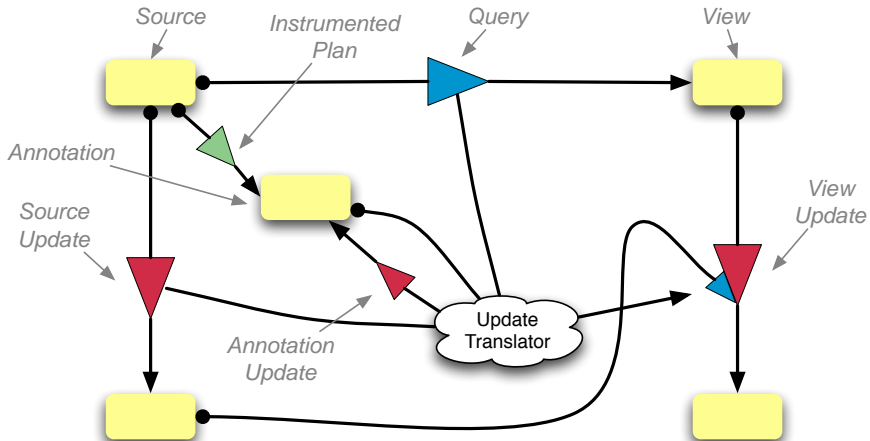 Source
Instrumented
Plan
Query
View
Annotation
Source
Update
View
Update
Update
Translator
Annotation
Update